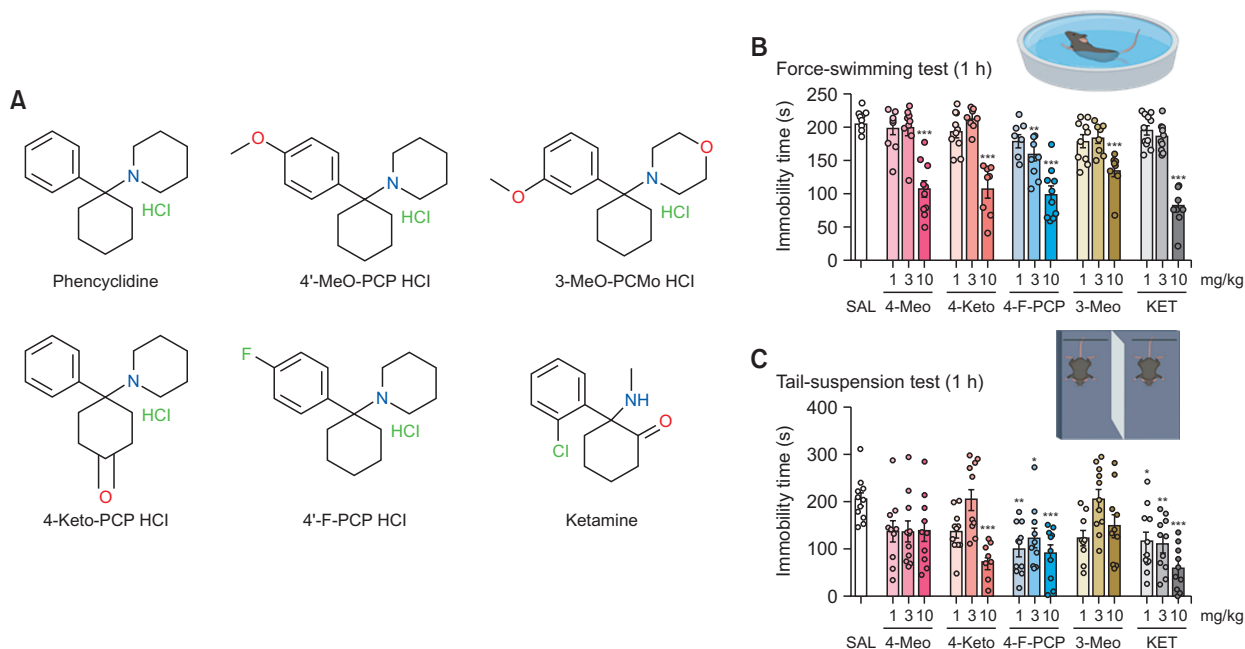 A
O
N
HCl
Phencyclidine
N
HCl
4'-MeO-PCP HCl
O
N
O
HCl
3-MeO-PCMo HCl
N
HCl
O
4-Keto-PCP HCl
F
N
HCl
4'-F-PCP HCl
NH
O
Cl
Ketamine
B
Force-swimming test (1 h)
Immobility time (s)
250
200
150
100
50
0
***
***
**
***
***
***
1 3 10 1 3 10 1 3 10 1 3 10 1 3 10 mg/kg
SAL 4-Meo 4-Keto 4-F-PCP 3-Meo KET
C
Tail-suspension test (1 h)
Immobility time (s)
400
300
200
100
0
***
**
*
***
*
**
***
1 3 10 1 3 10 1 3 10 1 3 10 1 3 10 mg/kg
SAL 4-Meo 4-Keto 4-F-PCP 3-Meo KET